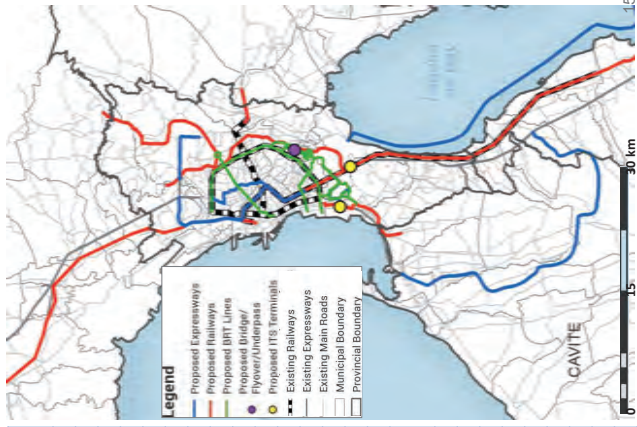 Legend
Proposed Expressways
Proposed Railways
Proposed BRT Lines
Proposed Bridge/
Flyover/Underpass
Proposed ITS Terminals
Existing Railways
Existing Expressways
Existing Main Roads
Municipal Boundary
Provincial Boundary
CAVITE
0
15
30 km